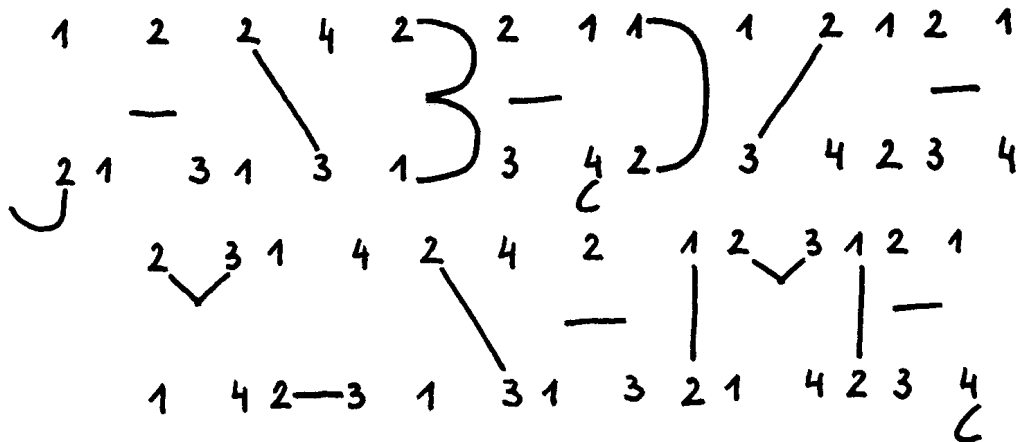 1 2 2 4 2 2 1 1 1 2 1 2 1
2 1 3 1 3 1 3 4 2 3 4 2 3 4
C
2 3 1 4 2 4 2 1 2 3 1 2 1
1 4 2 3 1 3 1 3 2 1 4 2 3 4
C